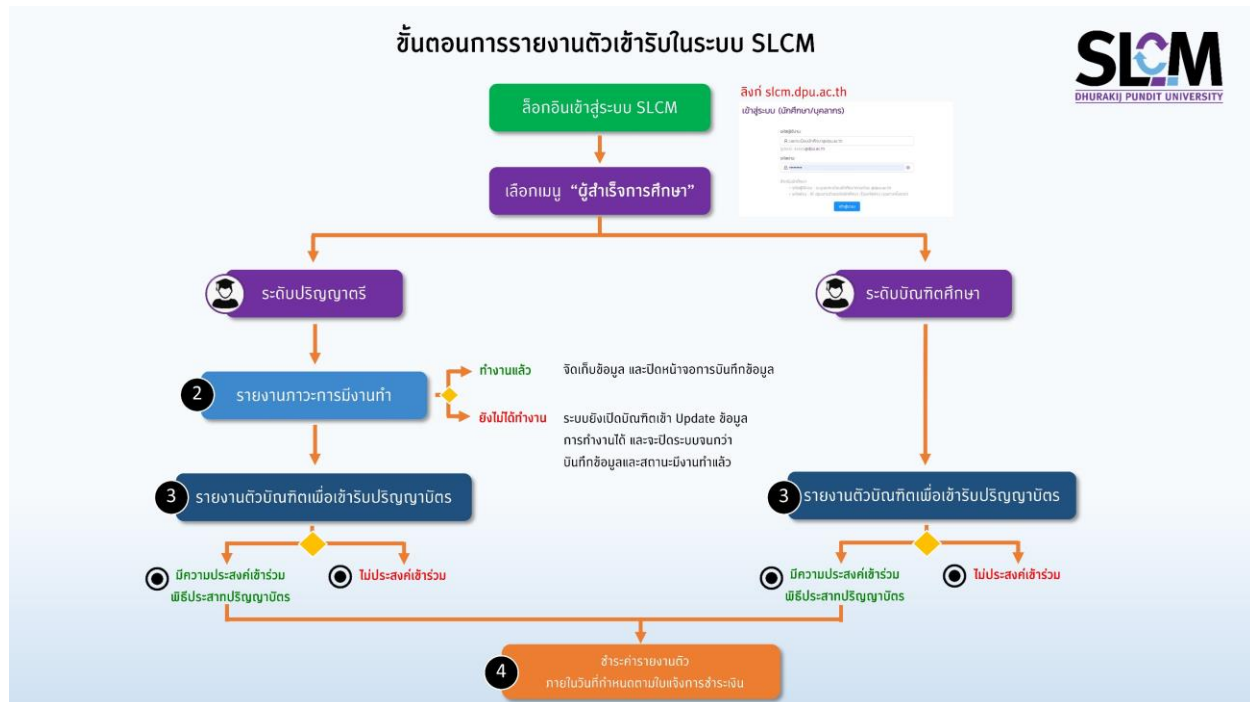 ขั้นตอนการรายงานตัวเข้ารับในระบบ SLCM
SLCM
DHURAKIJ PUNDIT UNIVERSITY
ล็อกอินเข้าสู่ระบบ SLCM
ลิงก์ slcm.dpu.ac.th
เข้าสู่ระบบ (นักศึกษา/บุคลากร)
เลือกเมนู “ผู้สำเร็จการศึกษา”
เข้าสู่ระบบ
ระดับปริญญาตรี
ระดับบัณฑิตศึกษา
2 รายงานภาวะการมีงานทำ
ทำงานแล้ว จัดเก็บข้อมูล และปิดหน้าจอการบันทึกข้อมูล
ยังไม่ได้ทำงาน ระบบยังเปิดบัณฑิตเข้า Update ข้อมูล
การทำงานได้ และจะปิดระบบจนกว่า
บันทึกข้อมูลและสถานะมีงานทำแล้ว
3 รายงานตัวบัณฑิตเพื่อเข้ารับปริญญาบัตร
3 รายงานตัวบัณฑิตเพื่อเข้ารับปริญญาบัตร
มีความประสงค์เข้าร่วม
พิธีประสาทปริญญาบัตร
ไม่ประสงค์เข้าร่วม
มีความประสงค์เข้าร่วม
พิธีประสาทปริญญาบัตร
ไม่ประสงค์เข้าร่วม
4 ชำระค่ารายงานตัว
ภายในวันที่กำหนดตามใบแจ้งการชำระเงิน